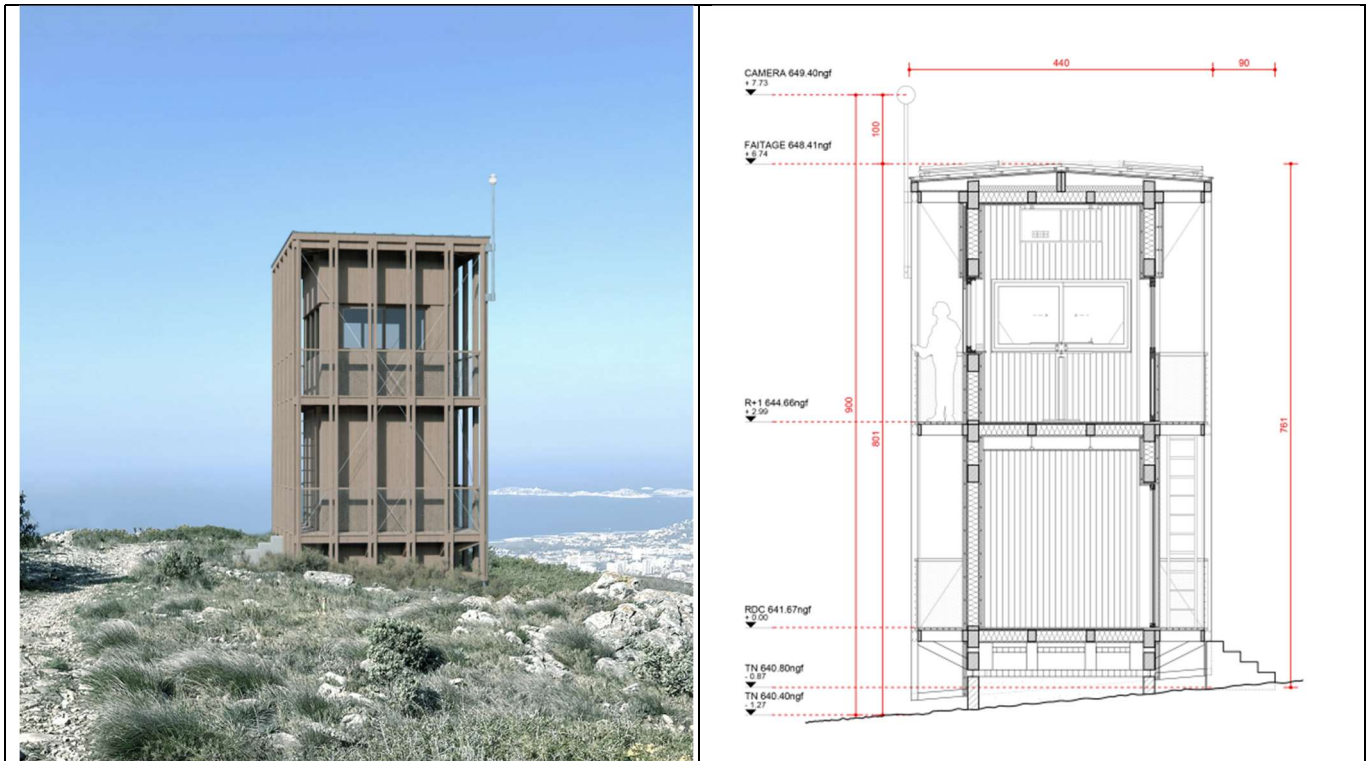 440
90
CAMERA 649.40ngf
+ 7.73
100
FAITAGE 648.41ngf
+ 6.74
R+1 644.66ngf
+ 2.99
900
801
761
RDC 641.67ngf
+ 0.00
TN 640.80ngf
- 0.87
TN 640.40ngf
- 1.27